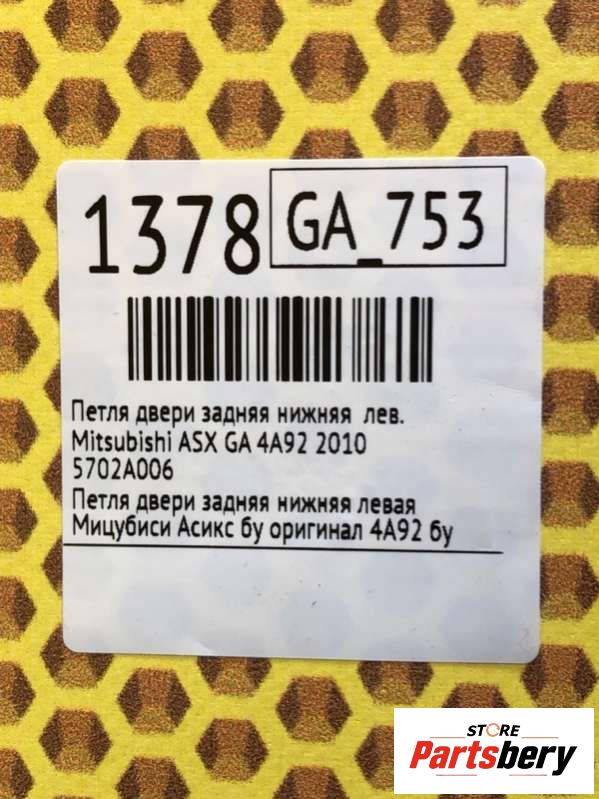 1378 GA_753
Петля двери задняя нижняя лев.
Mitsubishi ASX GA 4A92 2010
5702A006
Петля двери задняя нижняя левая
Мицубиси Асикс бу оригинал 4А92 бу
STORE
Partsbery